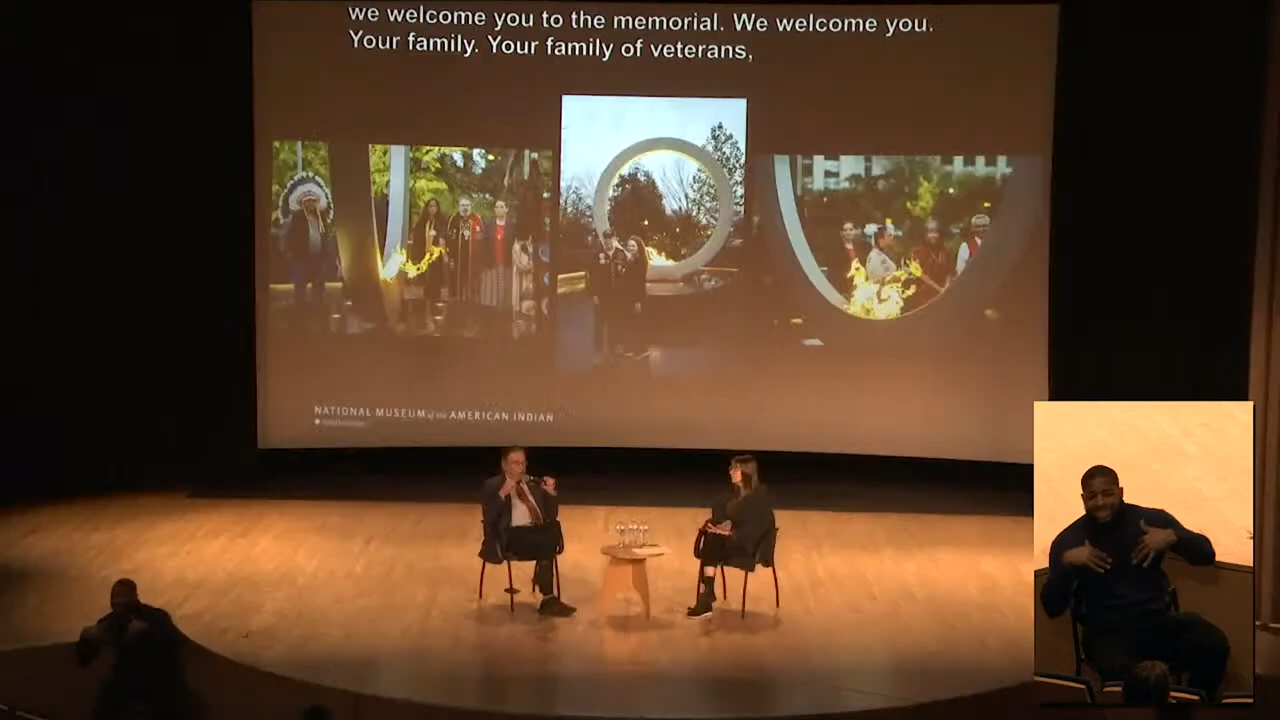 we welcome you to the memorial. We welcome you.
Your family. Your family of veterans,
NATIONAL MUSEUM of the AMERICAN INDIAN